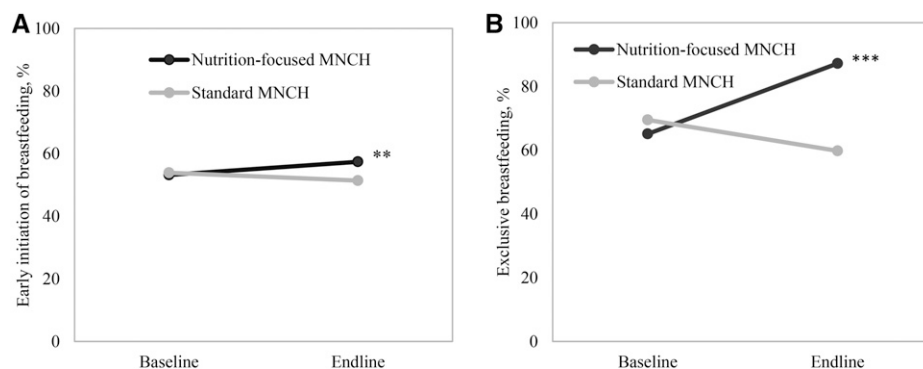 A
Early initiation of breastfeeding, %
100
80
60
40
20
0
Nutrition-focused MNCH
Standard MNCH
**
Baseline
Endline
B
Exclusive breastfeeding, %
100
80
60
40
20
0
Nutrition-focused MNCH
Standard MNCH
***
Baseline
Endline